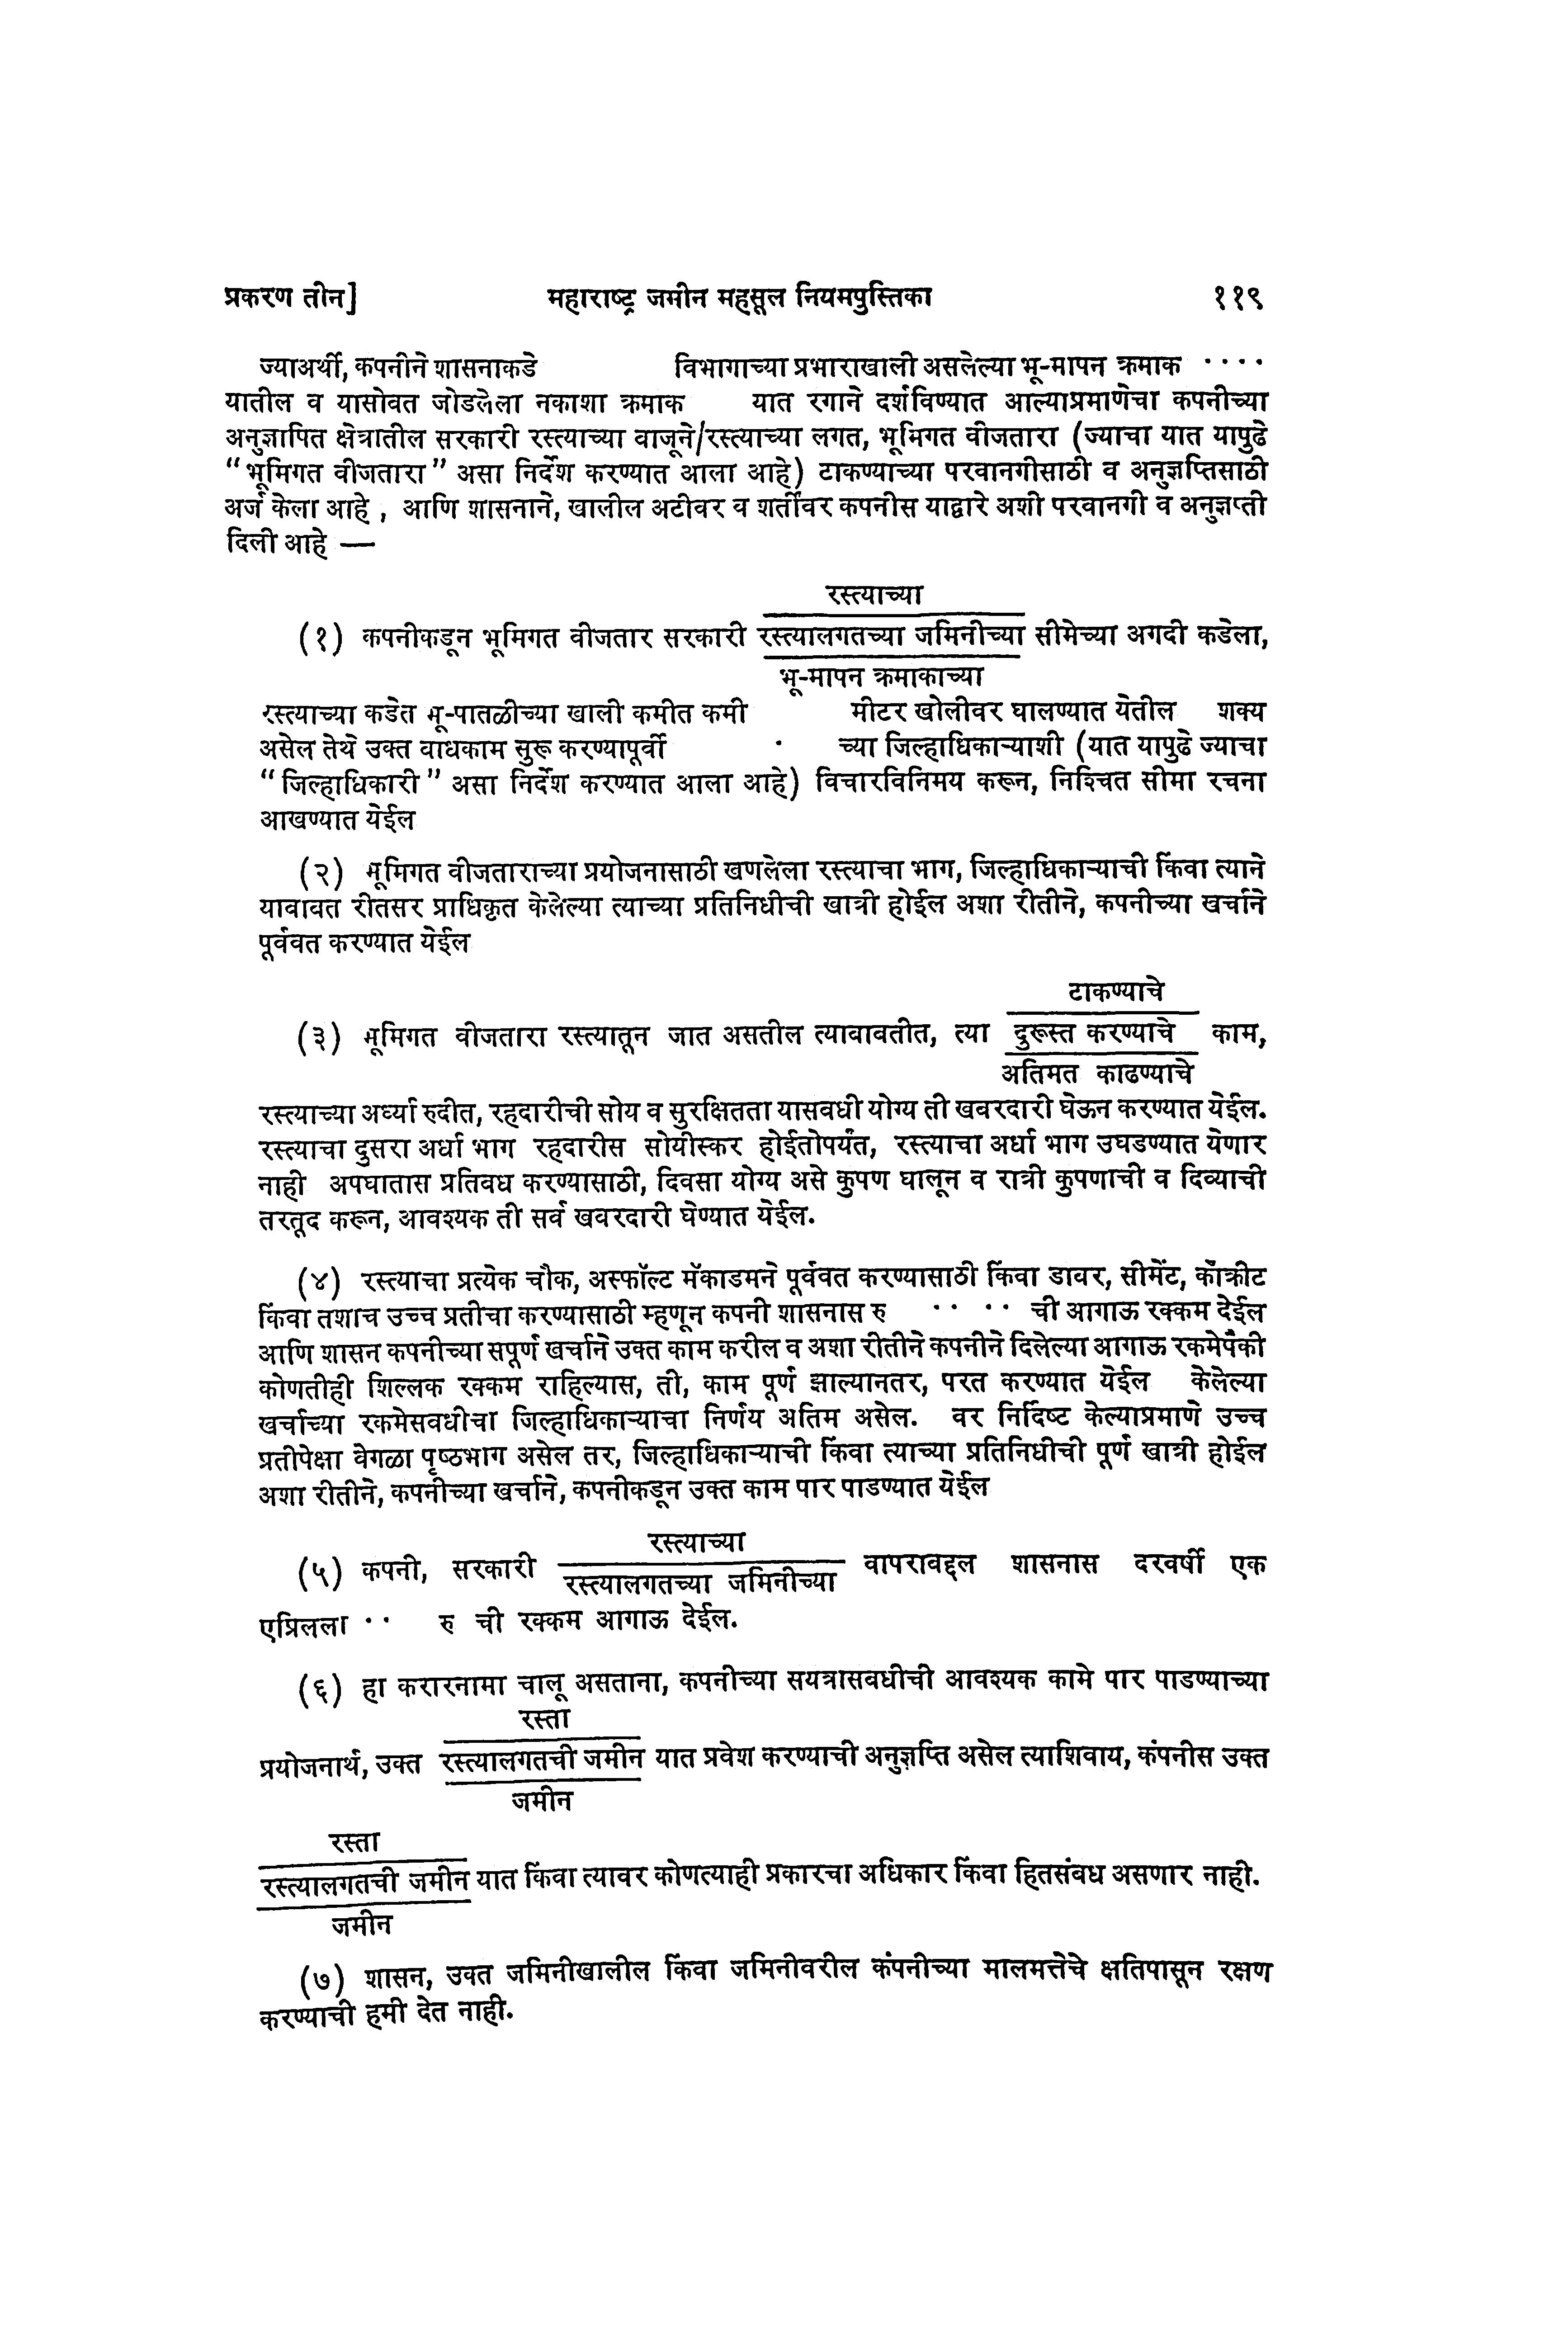 प्रकरण तीन] महाराष्ट्र जमीन महसूल नियमपुस्तिका ११९
ज्याअर्थी, कपनीने शासनाकडे विभागाच्या प्रभाराखाली असलेल्या भू-मापन क्रमाक ····
यातील व यासोवत जोडलेला नकाशा क्रमाक यात रगाने दर्शविण्यात आल्याप्रमाणेचा कपनीच्या
अनुज्ञापित क्षेत्रातील सरकारी रस्त्याच्या वाजूने/रस्त्याच्या लगत, भूमिगत वीजतारा (ज्याचा यात यापुढे
“भूमिगत वीजतारा” असा निर्देश करण्यात आला आहे) टाकण्याच्या परवानगीसाठी व अनुज्ञप्तिसाठी
अर्ज केला आहे , आणि शासनाने, खालील अटीवर व शर्तीवर कपनीस याद्वारे अशी परवानगी व अनुज्ञप्ती
दिली आहे —
रस्त्याच्या
(१) कपनीकडून भूमिगत वीजतार सरकारी रस्त्यालगतच्या जमिनीच्या सीमेच्या अगदी कडेला,
भू-मापन क्रमाकाच्या
रस्त्याच्या कडेत भू-पातळीच्या खाली कमीत कमी मीटर खोलीवर घालण्यात येतील शक्य
असेल तेथे उक्त वाधकाम सुरू करण्यापूर्वी · च्या जिल्हाधिकाऱ्याशी (यात यापुढे ज्याचा
“जिल्हाधिकारी” असा निर्देश करण्यात आला आहे) विचारविनिमय करून, निश्चित सीमा रचना
आखण्यात येईल
(२) भूमिगत वीजताराच्या प्रयोजनासाठी खणलेला रस्त्याचा भाग, जिल्हाधिकाऱ्याची किंवा त्याने
यावावत रीतसर प्राधिकृत केलेल्या त्याच्या प्रतिनिधीची खात्री होईल अशा रीतीने, कपनीच्या खर्चाने
पूर्ववत करण्यात येईल
टाकण्याचे
(३) भूमिगत वीजतारा रस्त्यातून जात असतील त्यावावतीत, त्या दुरूस्त करण्याचे काम,
अतिमत काढण्याचे
रस्त्याच्या अर्ध्या रुदीत, रहदारीची सोय व सुरक्षितता यासवधी योग्य ती खवरदारी घेऊन करण्यात येईल.
रस्त्याचा दुसरा अर्धा भाग रहदारीस सोयीस्कर होईतोपर्यंत, रस्त्याचा अर्धा भाग उघडण्यात येणार
नाही अपघातास प्रतिवध करण्यासाठी, दिवसा योग्य असे कुपण घालून व रात्री कुपणाची व दिव्याची
तरतूद करून, आवश्यक ती सर्व खवरदारी घेण्यात येईल.
(४) रस्त्याचा प्रत्येक चौक, अस्फॉल्ट मॅकाडमने पूर्ववत करण्यासाठी किंवा डावर, सीमेंट, काँक्रीट
किंवा तशाच उच्च प्रतीचा करण्यासाठी म्हणून कपनी शासनास रु ·· ·· ची आगाऊ रक्कम देईल
आणि शासन कपनीच्या सपूर्ण खर्चाने उक्त काम करील व अशा रीतीने कपनीने दिलेल्या आगाऊ रकमेपैकी
कोणतीही शिल्लक रक्कम राहिल्यास, ती, काम पूर्ण झाल्यानतर, परत करण्यात येईल केलेल्या
खर्चाच्या रकमेसवधीचा जिल्हाधिकाऱ्याचा निर्णय अतिम असेल. वर निर्दिष्ट केल्याप्रमाणे उच्च
प्रतीपेक्षा वेगळा पृष्ठभाग असेल तर, जिल्हाधिकाऱ्याची किंवा त्याच्या प्रतिनिधीची पूर्ण खात्री होईल
अशा रीतीने, कपनीच्या खर्चाने, कपनीकडून उक्त काम पार पाडण्यात येईल
रस्त्याच्या
(५) कपनी, सरकारी रस्त्यालगतच्या जमिनीच्या वापरावद्दल शासनास दरवर्षी एक
एप्रिलला ·· रु ची रक्कम आगाऊ देईल.
(६) हा करारनामा चालू असताना, कपनीच्या सयत्रासवधीची आवश्यक कामे पार पाडण्याच्या
रस्ता
प्रयोजनार्थ, उक्त रस्त्यालगतची जमीन यात प्रवेश करण्याची अनुज्ञप्ति असेल त्याशिवाय, कंपनीस उक्त
जमीन
रस्ता
रस्त्यालगतची जमीन यात किंवा त्यावर कोणत्याही प्रकारचा अधिकार किंवा हितसंवध असणार नाही.
जमीन
(७) शासन, उक्त जमिनीखालील किंवा जमिनीवरील कंपनीच्या मालमत्तेचे क्षतिपासून रक्षण
करण्याची हमी देत नाही.